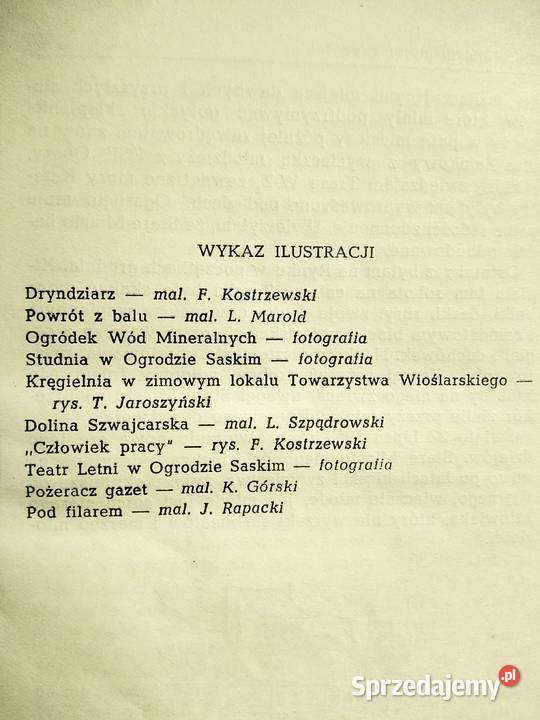 WYKAZ ILUSTRACJI
Dryndziarz — mal. F. Kostrzewski
Powrót z balu — mal. L. Marold
Ogródek Wód Mineralnych — fotografia
Studnia w Ogrodzie Saskim — fotografia
Kręgielnia w zimowym lokalu Towarzystwa Wioślarskiego —
rys. T. Jaroszyński
Dolina Szwajcarska — mal. L. Szpądrowski
„Człowiek pracy" — rys. F. Kostrzewski
Teatr Letni w Ogrodzie Saskim — fotografia
Pożeracz gazet — mal. K. Górski
Pod filarem — mal. J. Rapacki
Sprzedajemy.pl